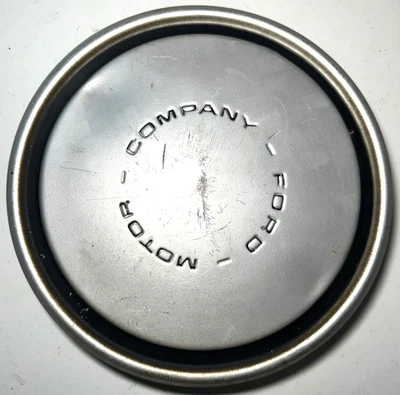 FORD – MOTOR – COMPANY –